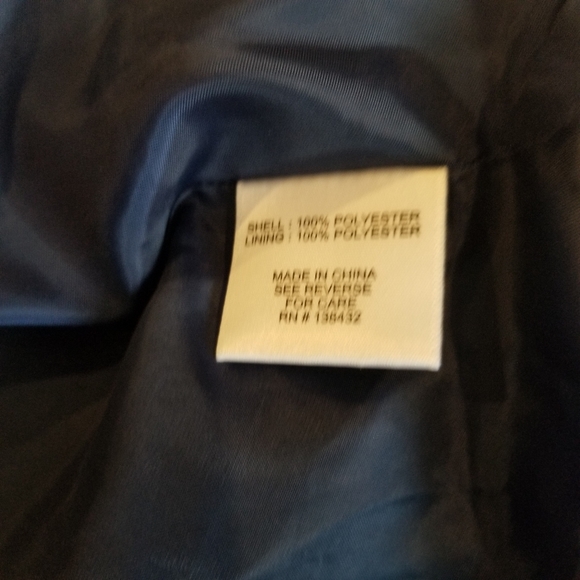 SHELL : 100% POLYESTER
LINING : 100% POLYESTER
MADE IN CHINA
SEE REVERSE
FOR CARE
RN # 138432